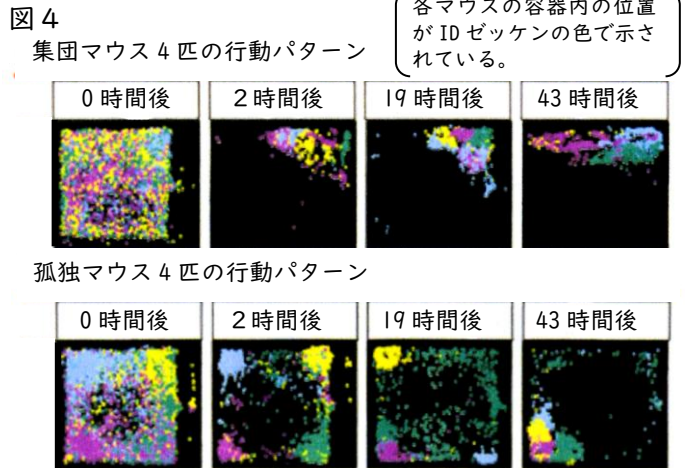 図4
各マウスの容器内の位置
がIDゼッケンの色で示さ
れている。
集団マウス4匹の行動パターン
0時間後 2時間後 19時間後 43時間後
孤独マウス4匹の行動パターン
0時間後 2時間後 19時間後 43時間後